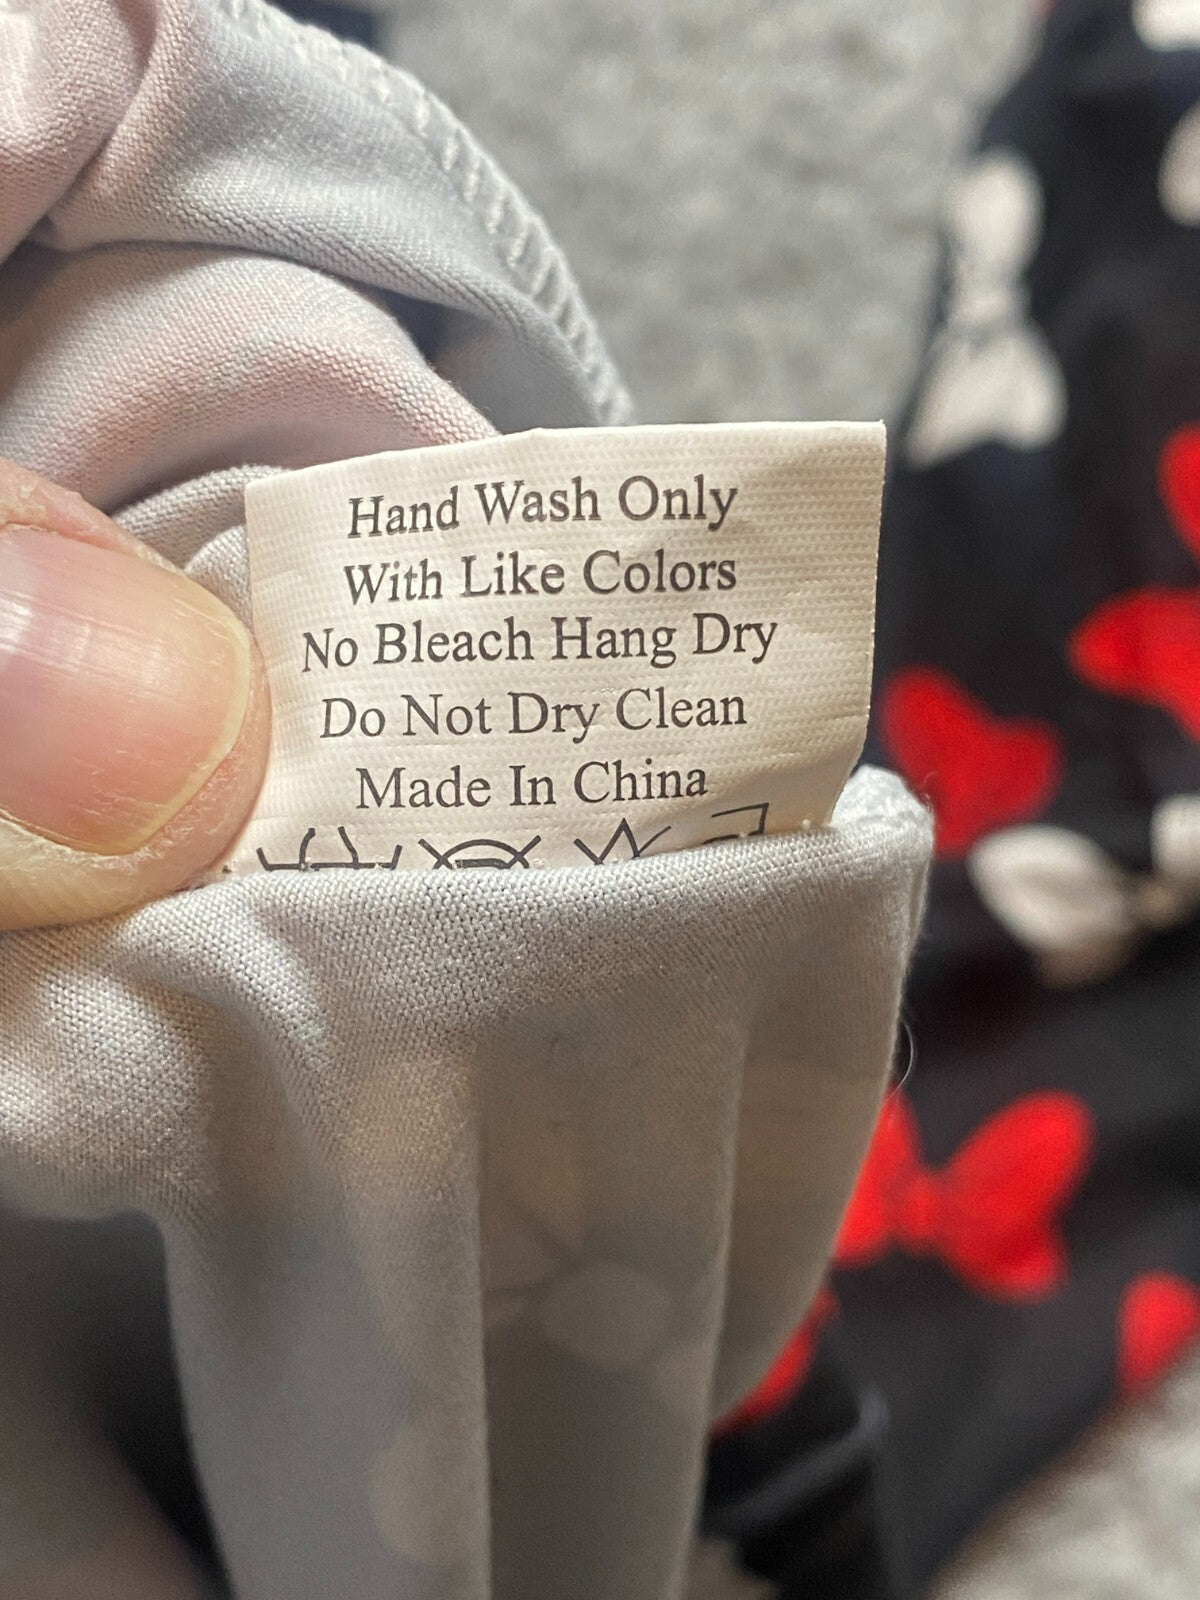 Hand Wash Only
With Like Colors
No Bleach Hang Dry
Do Not Dry Clean
Made In China